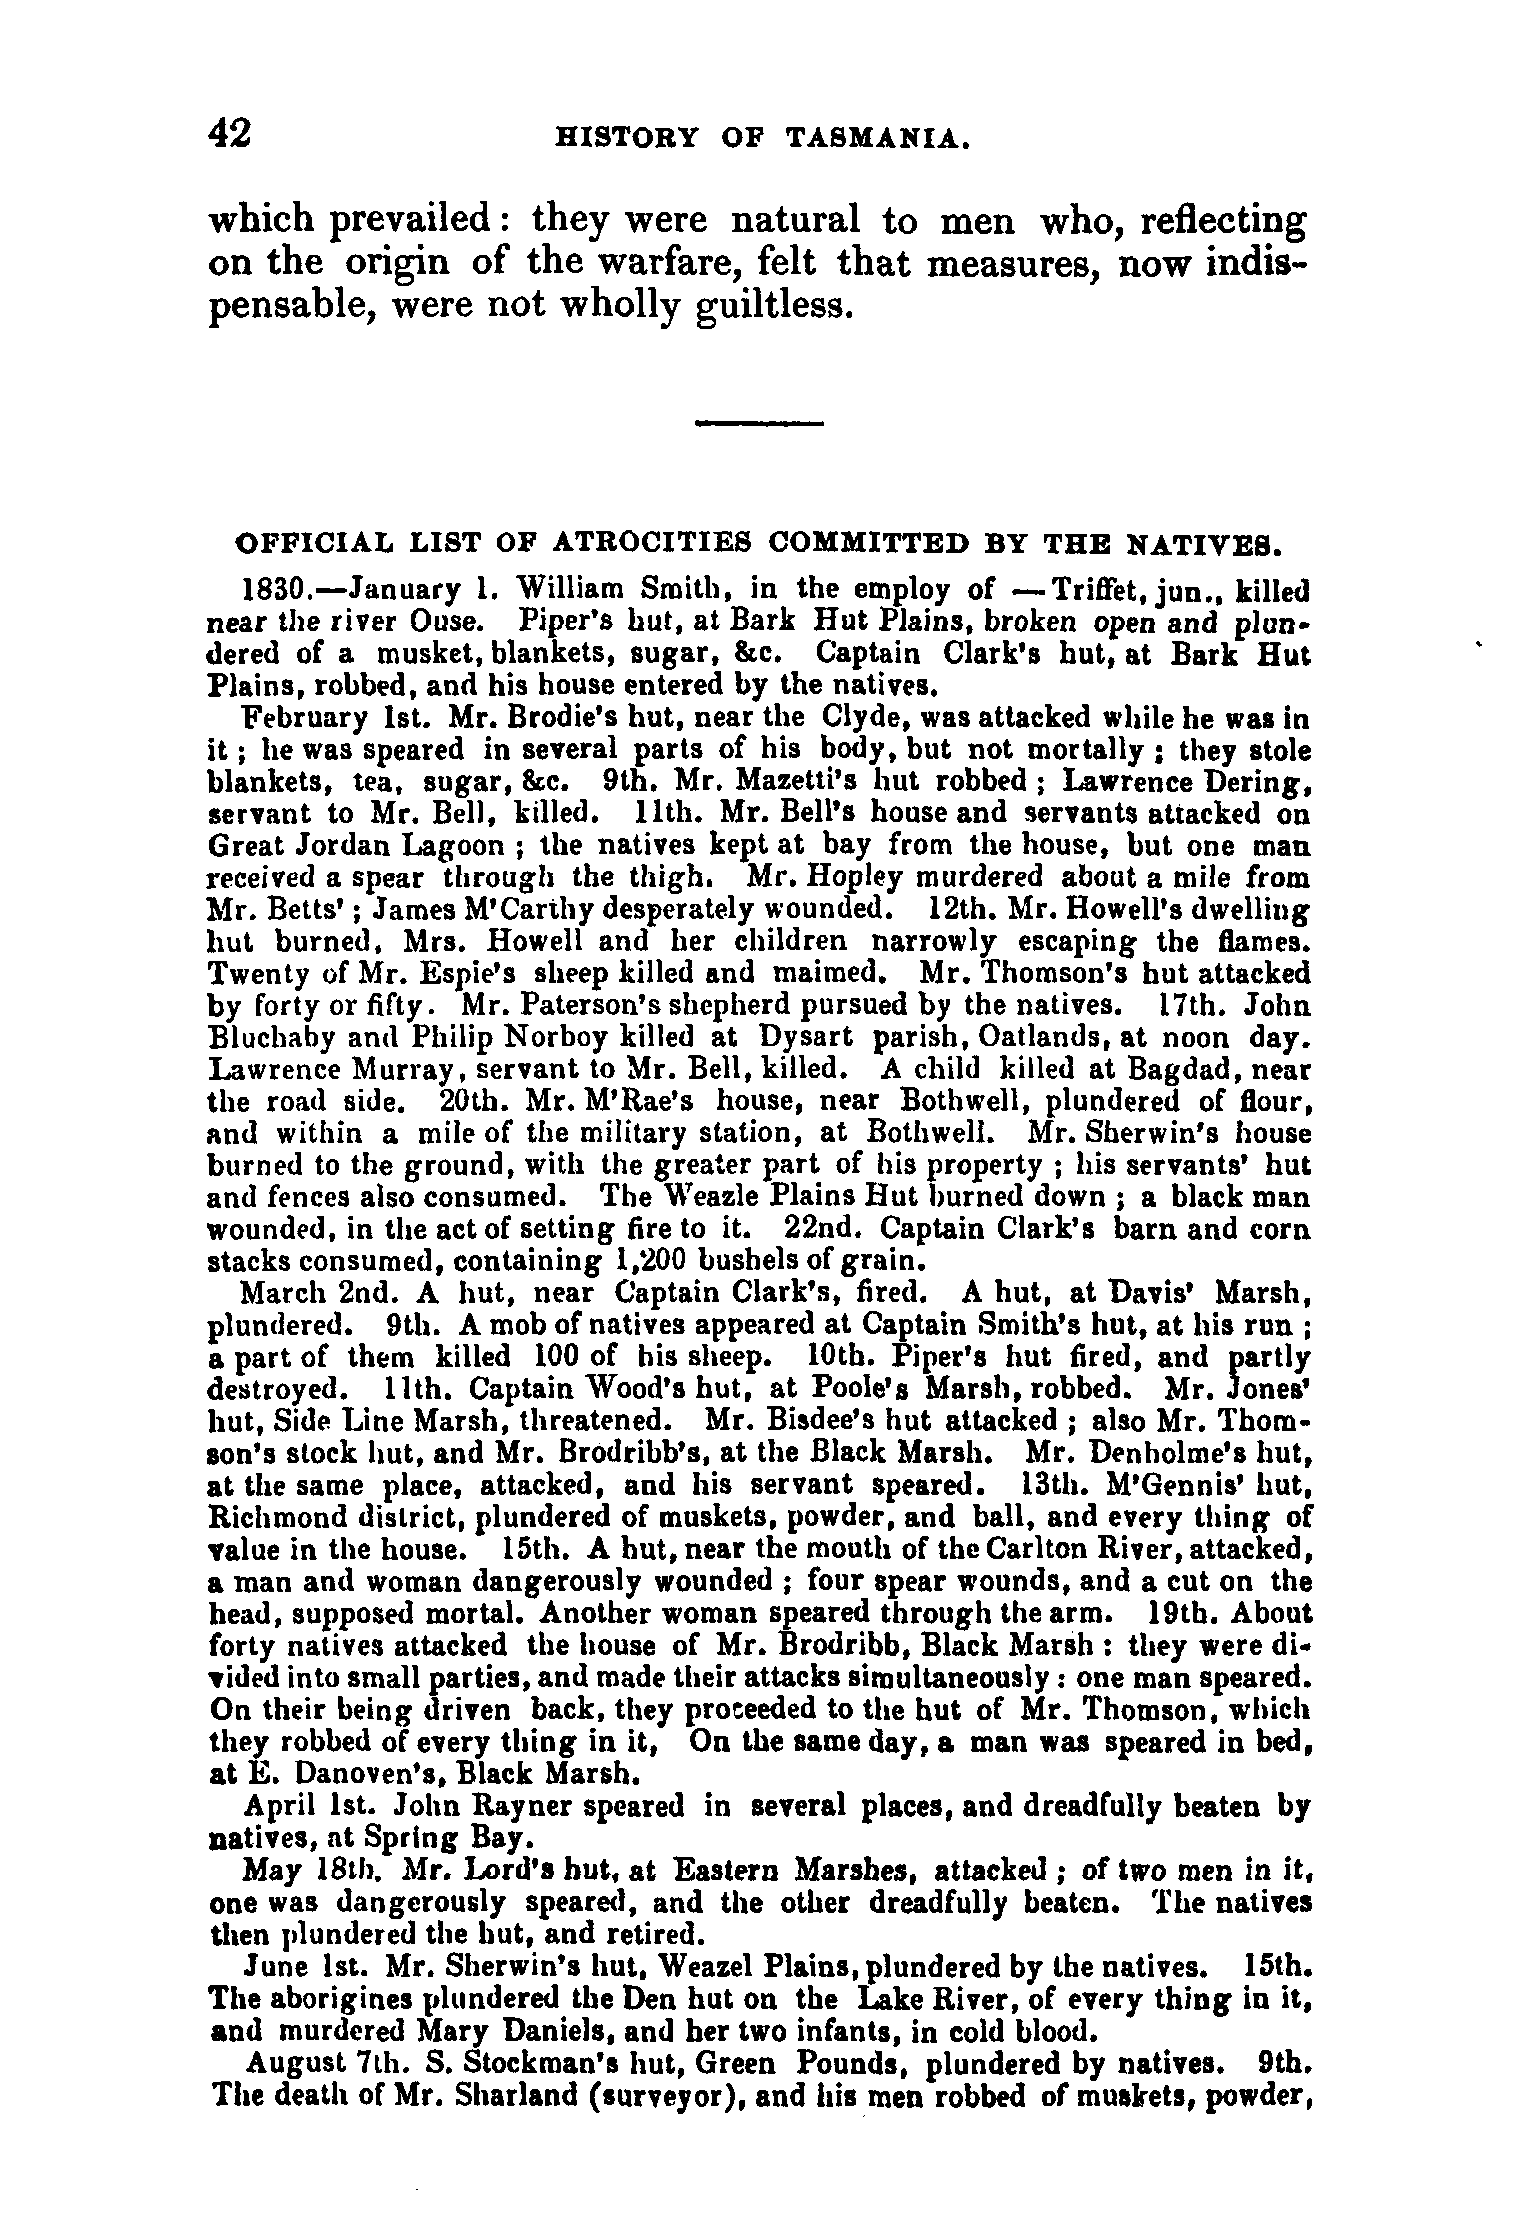 42 HISTORY OF TASMANIA.
which prevailed : they were natural to men who, reflecting
on the origin of the warfare, felt that measures, now indis-
pensable, were not wholly guiltless.
OFFICIAL LIST OF ATROCITIES COMMITTED BY THE NATIVES.
1830.—January 1. William Smith, in the employ of — Triffet, jun., killed
near the river Ouse. Piper's hut, at Bark Hut Plains, broken open and plun-
dered of a musket, blankets, sugar, &c. Captain Clark's hut, at Bark Hut
Plains, robbed, and his house entered by the natives.
February 1st. Mr. Brodie's hut, near the Clyde, was attacked while he was in
it ; he was speared in several parts of his body, but not mortally ; they stole
blankets, tea, sugar, &c. 9th. Mr. Mazetti's hut robbed ; Lawrence Dering,
servant to Mr. Bell, killed. 11th. Mr. Bell's house and servants attacked on
Great Jordan Lagoon ; the natives kept at bay from the house, but one man
received a spear through the thigh. Mr. Hopley murdered about a mile from
Mr. Betts' ; James M'Carthy desperately wounded. 12th. Mr. Howell's dwelling
hut burned, Mrs. Howell and her children narrowly escaping the flames.
Twenty of Mr. Espie's sheep killed and maimed. Mr. Thomson's hut attacked
by forty or fifty. Mr. Paterson's shepherd pursued by the natives. 17th. John
Bluchaby and Philip Norboy killed at Dysart parish, Oatlands, at noon day.
Lawrence Murray, servant to Mr. Bell, killed. A child killed at Bagdad, near
the road side. 20th. Mr. M'Rae's house, near Bothwell, plundered of flour,
and within a mile of the military station, at Bothwell. Mr. Sherwin's house
burned to the ground, with the greater part of his property ; his servants' hut
and fences also consumed. The Weazle Plains Hut burned down ; a black man
wounded, in the act of setting fire to it. 22nd. Captain Clark's barn and corn
stacks consumed, containing 1,200 bushels of grain.
March 2nd. A hut, near Captain Clark's, fired. A hut, at Davis' Marsh,
plundered. 9th. A mob of natives appeared at Captain Smith's hut, at his run ;
a part of them killed 100 of his sheep. 10th. Piper's hut fired, and partly
destroyed. 11th. Captain Wood's hut, at Poole's Marsh, robbed. Mr. Jones'
hut, Side Line Marsh, threatened. Mr. Bisdee's hut attacked ; also Mr. Thom-
son's stock hut, and Mr. Brodribb's, at the Black Marsh. Mr. Denholme's hut,
at the same place, attacked, and his servant speared. 13th. M'Gennis' hut,
Richmond district, plundered of muskets, powder, and ball, and every thing of
value in the house. 15th. A hut, near the mouth of the Carlton River, attacked,
a man and woman dangerously wounded ; four spear wounds, and a cut on the
head, supposed mortal. Another woman speared through the arm. 19th. About
forty natives attacked the house of Mr. Brodribb, Black Marsh : they were di-
vided into small parties, and made their attacks simultaneously : one man speared.
On their being driven back, they proceeded to the hut of Mr. Thomson, which
they robbed of every thing in it, On the same day, a man was speared in bed,
at E. Danoven's, Black Marsh.
April 1st. John Rayner speared in several places, and dreadfully beaten by
natives, at Spring Bay.
May 18th. Mr. Lord's hut, at Eastern Marshes, attacked ; of two men in it,
one was dangerously speared, and the other dreadfully beaten. The natives
then plundered the hut, and retired.
June 1st. Mr. Sherwin's hut, Weazel Plains, plundered by the natives. 15th.
The aborigines plundered the Den hut on the Lake River, of every thing in it,
and murdered Mary Daniels, and her two infants, in cold blood.
August 7th. S. Stockman's hut, Green Pounds, plundered by natives. 9th.
The death of Mr. Sharland (surveyor), and his men robbed of muskets, powder,